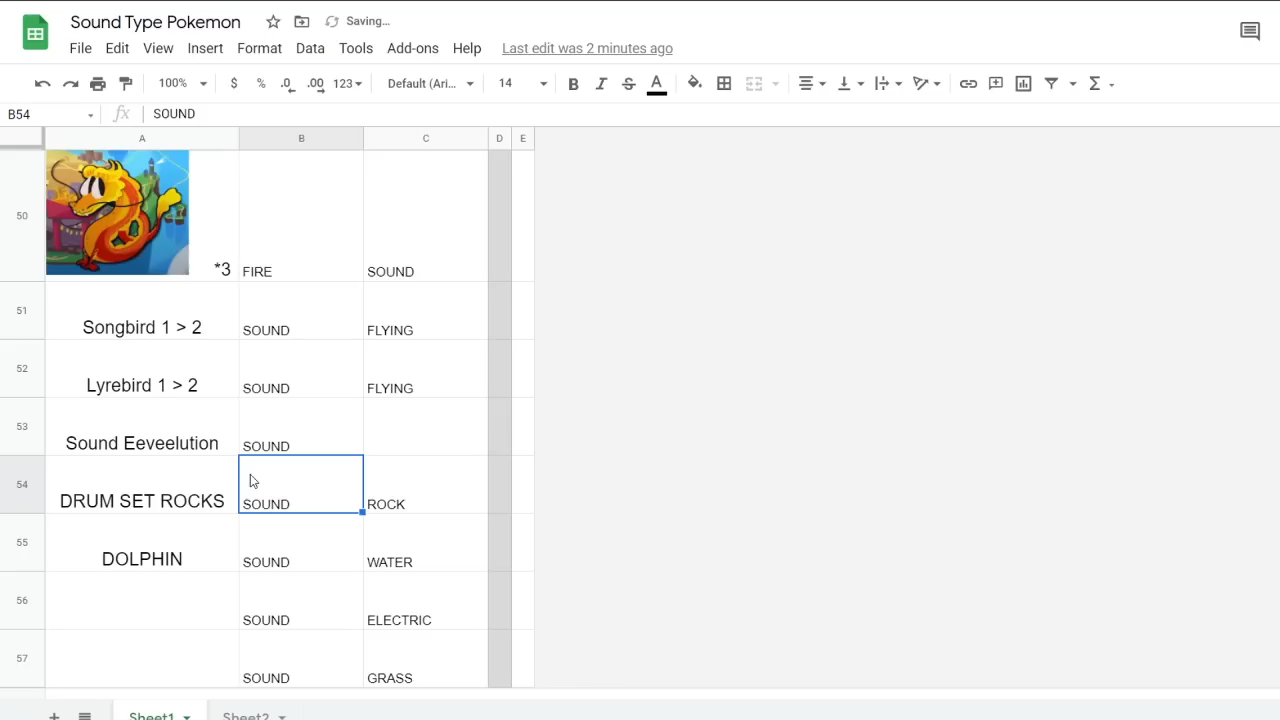 Sound Type Pokemon Saving...
File Edit View Insert Format Data Tools Add-ons Help Last edit was 2 minutes ago
100% $ % .0 .00 123 Default (Ari... 14 B I S A Σ
B54 fx SOUND
A B C D E
50 *3 FIRE SOUND
51 Songbird 1 > 2 SOUND FLYING
52 Lyrebird 1 > 2 SOUND FLYING
53 Sound Eeveelution SOUND
54 DRUM SET ROCKS SOUND ROCK
55 DOLPHIN SOUND WATER
56 SOUND ELECTRIC
57 SOUND GRASS
+ Sheet1 Sheet2